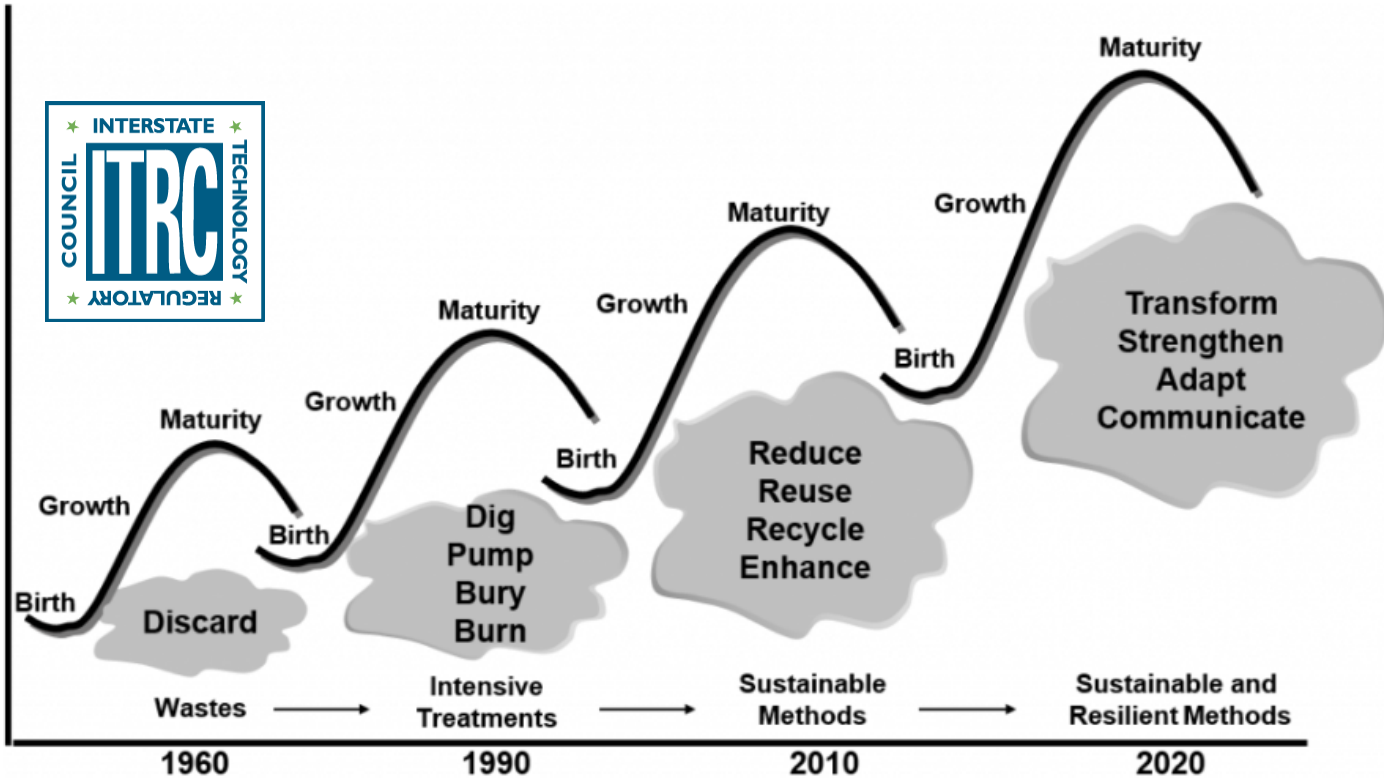 INTERSTATE
TECHNOLOGY
REGULATORY
COUNCIL
ITRC
Birth
Growth
Maturity
Discard
Birth
Growth
Maturity
Dig
Pump
Bury
Burn
Birth
Growth
Maturity
Reduce
Reuse
Recycle
Enhance
Birth
Growth
Maturity
Transform
Strengthen
Adapt
Communicate
Wastes
Intensive
Treatments
Sustainable
Methods
Sustainable and
Resilient Methods
1960
1990
2010
2020